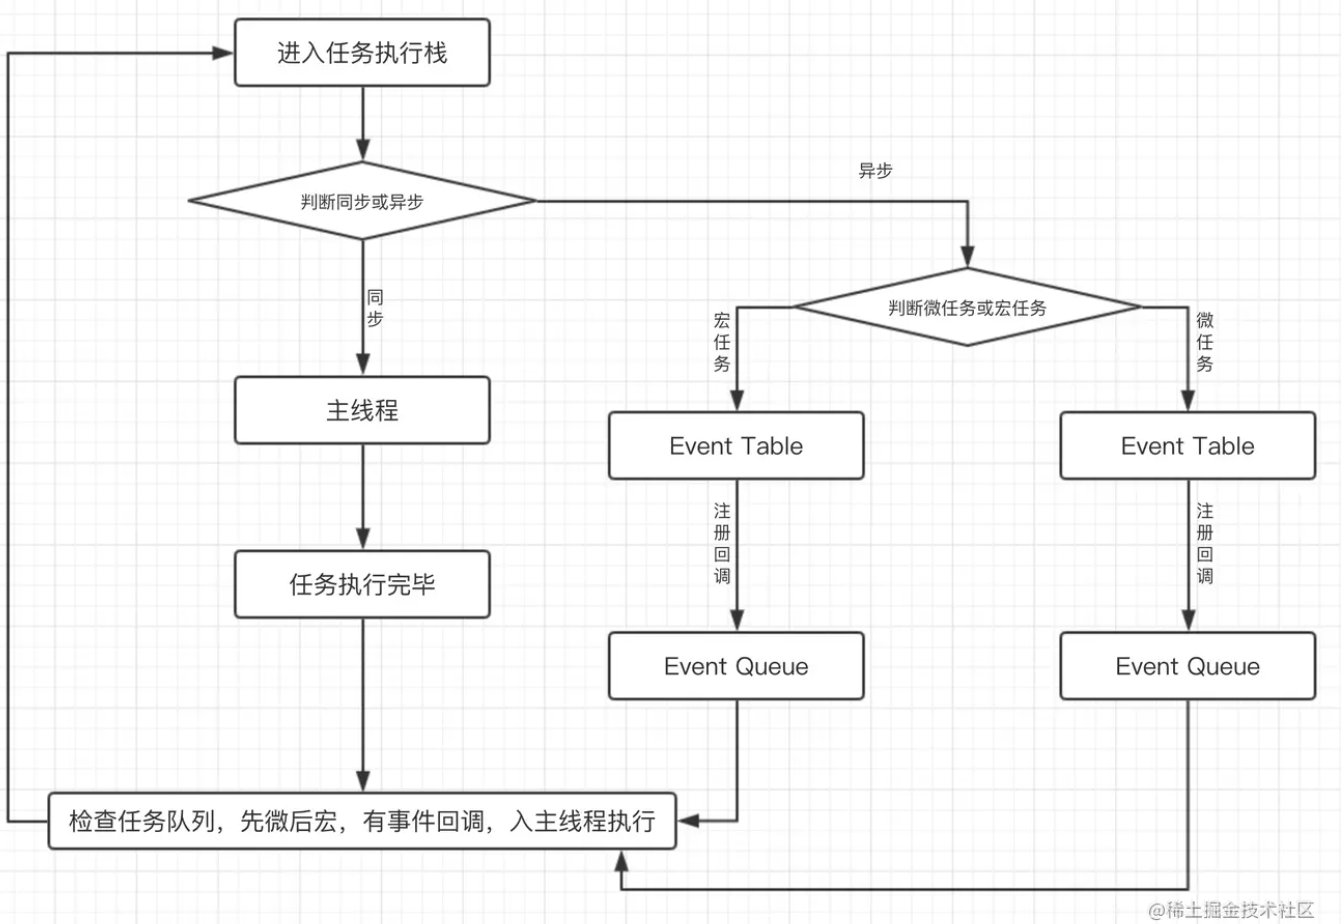 进入任务执行栈
异步
判断同步或异步
同步
判断微任务或宏任务
宏任务
微任务
主线程
Event Table
Event Table
注册回调
注册回调
任务执行完毕
Event Queue
Event Queue
检查任务队列，先微后宏，有事件回调，入主线程执行
@稀土掘金技术社区